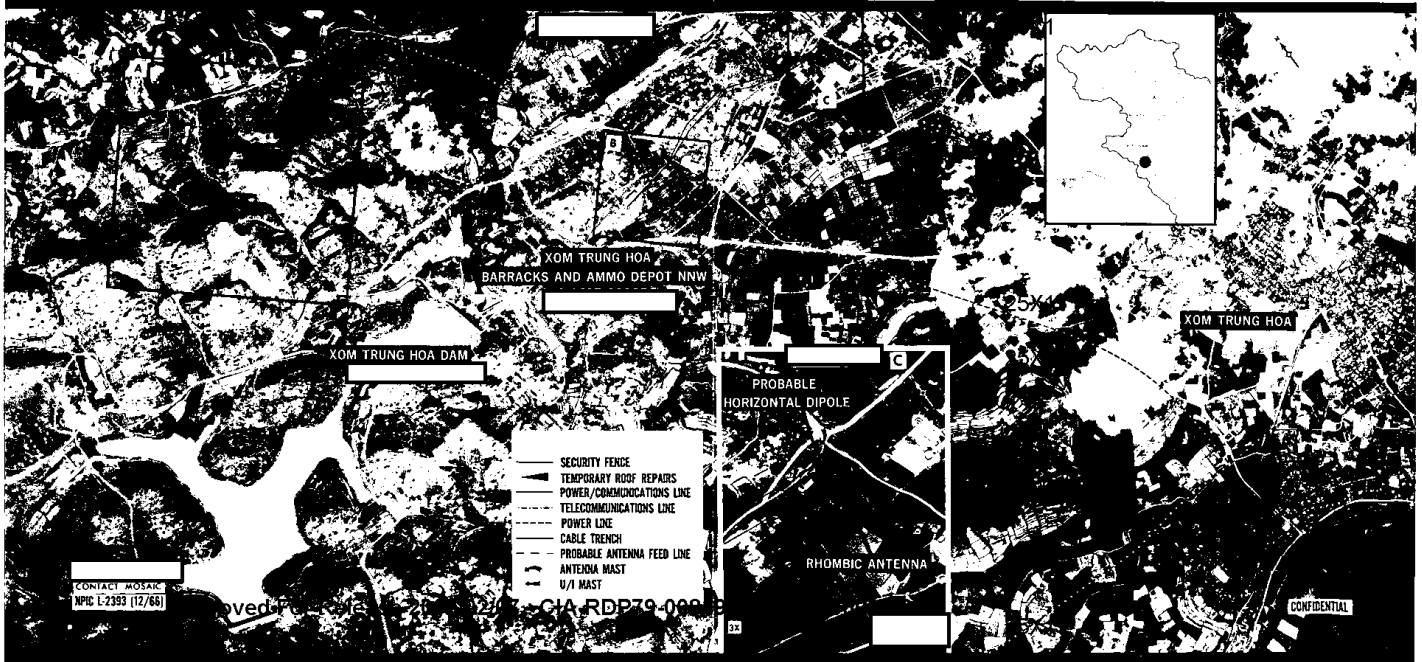 A
B
C
25X1
XOM TRUNG HOA
BARRACKS AND AMMO DEPOT NNW
XOM TRUNG HOA
XOM TRUNG HOA DAM
C
PROBABLE
HORIZONTAL DIPOLE
RHOMBIC ANTENNA
3X
SECURITY FENCE
TEMPORARY ROOF REPAIRS
POWER/COMMUNICATIONS LINE
TELECOMMUNICATIONS LINE
POWER LINE
CABLE TRENCH
PROBABLE ANTENNA FEED LINE
ANTENNA MAST
U/I MAST
CONTACT MOSAIC
NPIC L-2393 (12/66)
CIA-RDP79-00
CONFIDENTIAL